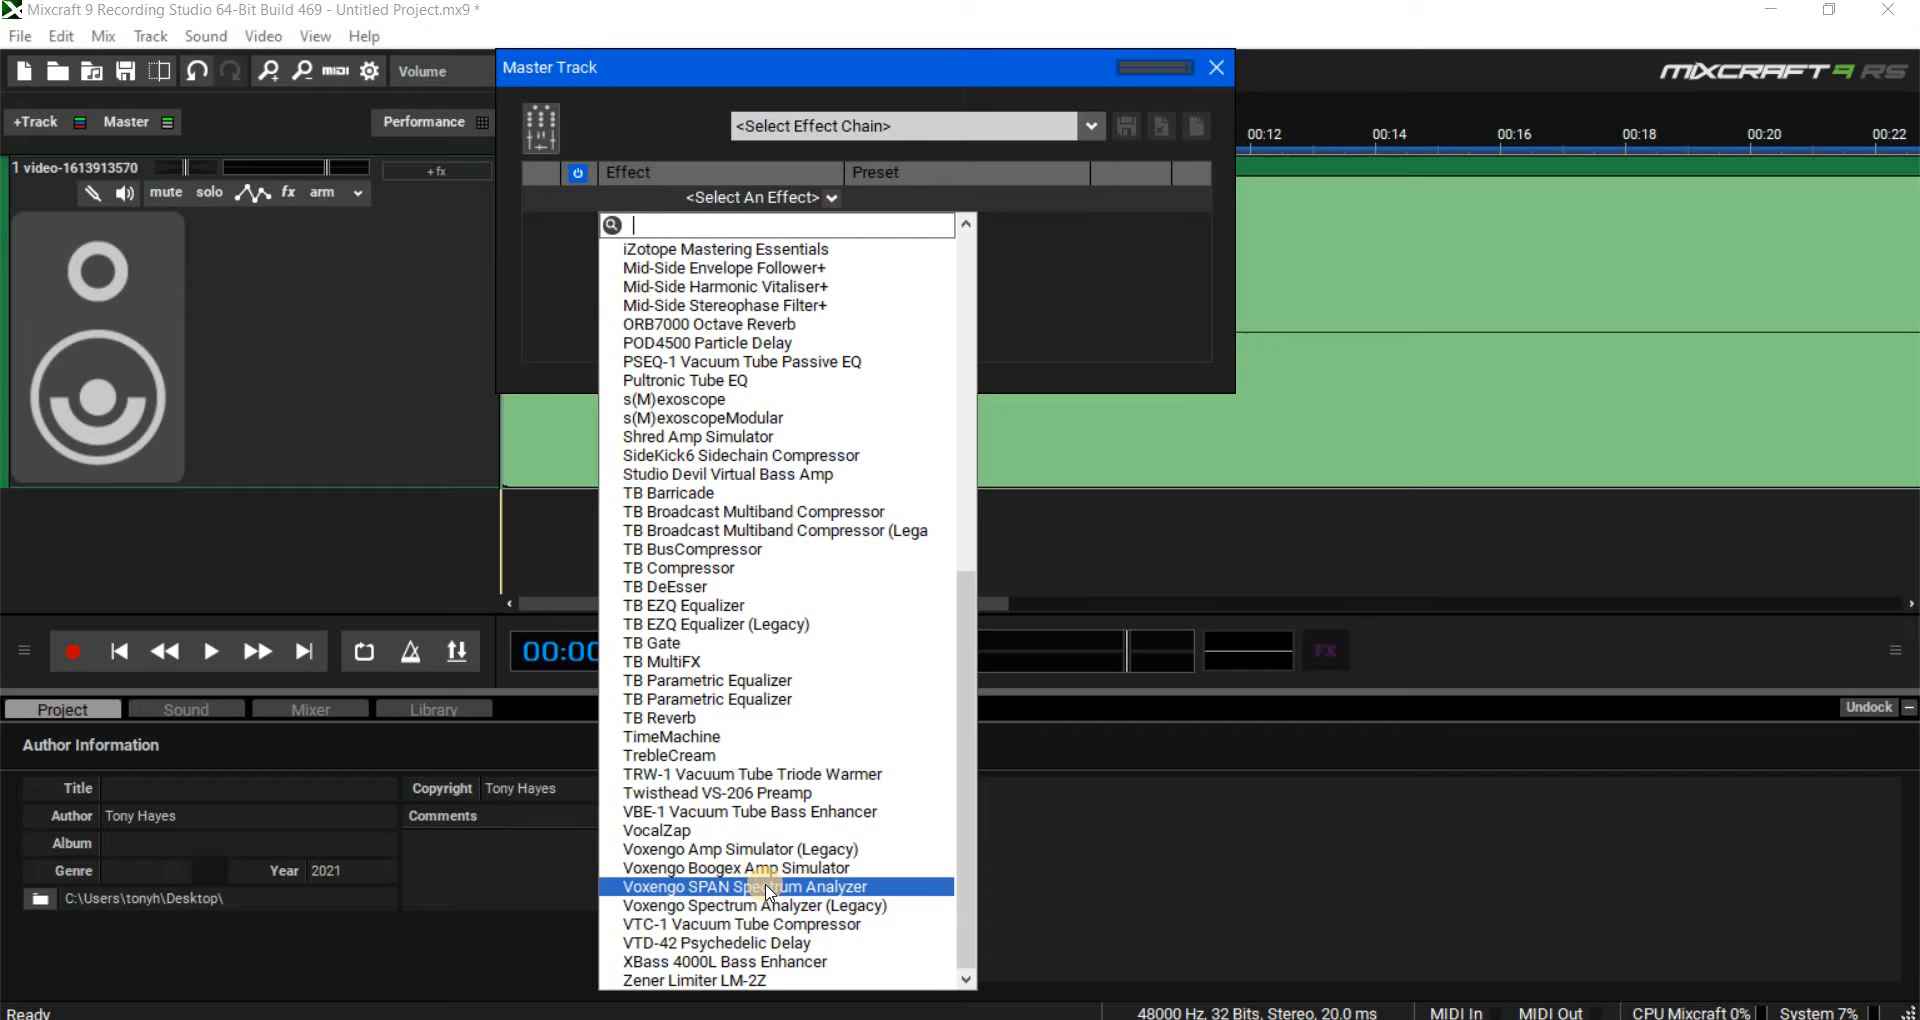 Mixcraft 9 Recording Studio 64-Bit Build 469 - Untitled Project.mx9 *
File Edit Mix Track Sound Video View Help
MIDI Volume
Master Track
MIXCRAFT 9 RS
+Track Master Performance
<Select Effect Chain>
00:12 00:14 00:16 00:18 00:20 00:22
1 video-1613913570 +fx
Effect Preset
mute solo fx arm
<Select An Effect>
iZotope Mastering Essentials
Mid-Side Envelope Follower+
Mid-Side Harmonic Vitaliser+
Mid-Side Stereophase Filter+
ORB7000 Octave Reverb
POD4500 Particle Delay
PSEQ-1 Vacuum Tube Passive EQ
Pultronic Tube EQ
s(M)exoscope
s(M)exoscopeModular
Shred Amp Simulator
SideKick6 Sidechain Compressor
Studio Devil Virtual Bass Amp
TB Barricade
TB Broadcast Multiband Compressor
TB Broadcast Multiband Compressor (Lega
TB BusCompressor
TB Compressor
TB DeEsser
TB EZQ Equalizer
TB EZQ Equalizer (Legacy)
TB Gate
TB MultiFX
TB Parametric Equalizer
TB Parametric Equalizer
TB Reverb
TimeMachine
TrebleCream
TRW-1 Vacuum Tube Triode Warmer
Twisthead VS-206 Preamp
VBE-1 Vacuum Tube Bass Enhancer
VocalZap
Voxengo Amp Simulator (Legacy)
Voxengo Boogex Amp Simulator
Voxengo SPAN Spectrum Analyzer
Voxengo Spectrum Analyzer (Legacy)
VTC-1 Vacuum Tube Compressor
VTD-42 Psychedelic Delay
XBass 4000L Bass Enhancer
Zener Limiter LM-2Z
00:00 FX
Project Sound Mixer Library Undock
Author Information
Title Copyright Tony Hayes
Author Tony Hayes Comments
Album
Genre Year 2021
C:\Users\tonyh\Desktop\
Ready 48000 Hz, 32 Bits, Stereo, 20.0 ms MIDI In MIDI Out CPU Mixcraft 0% System 7%